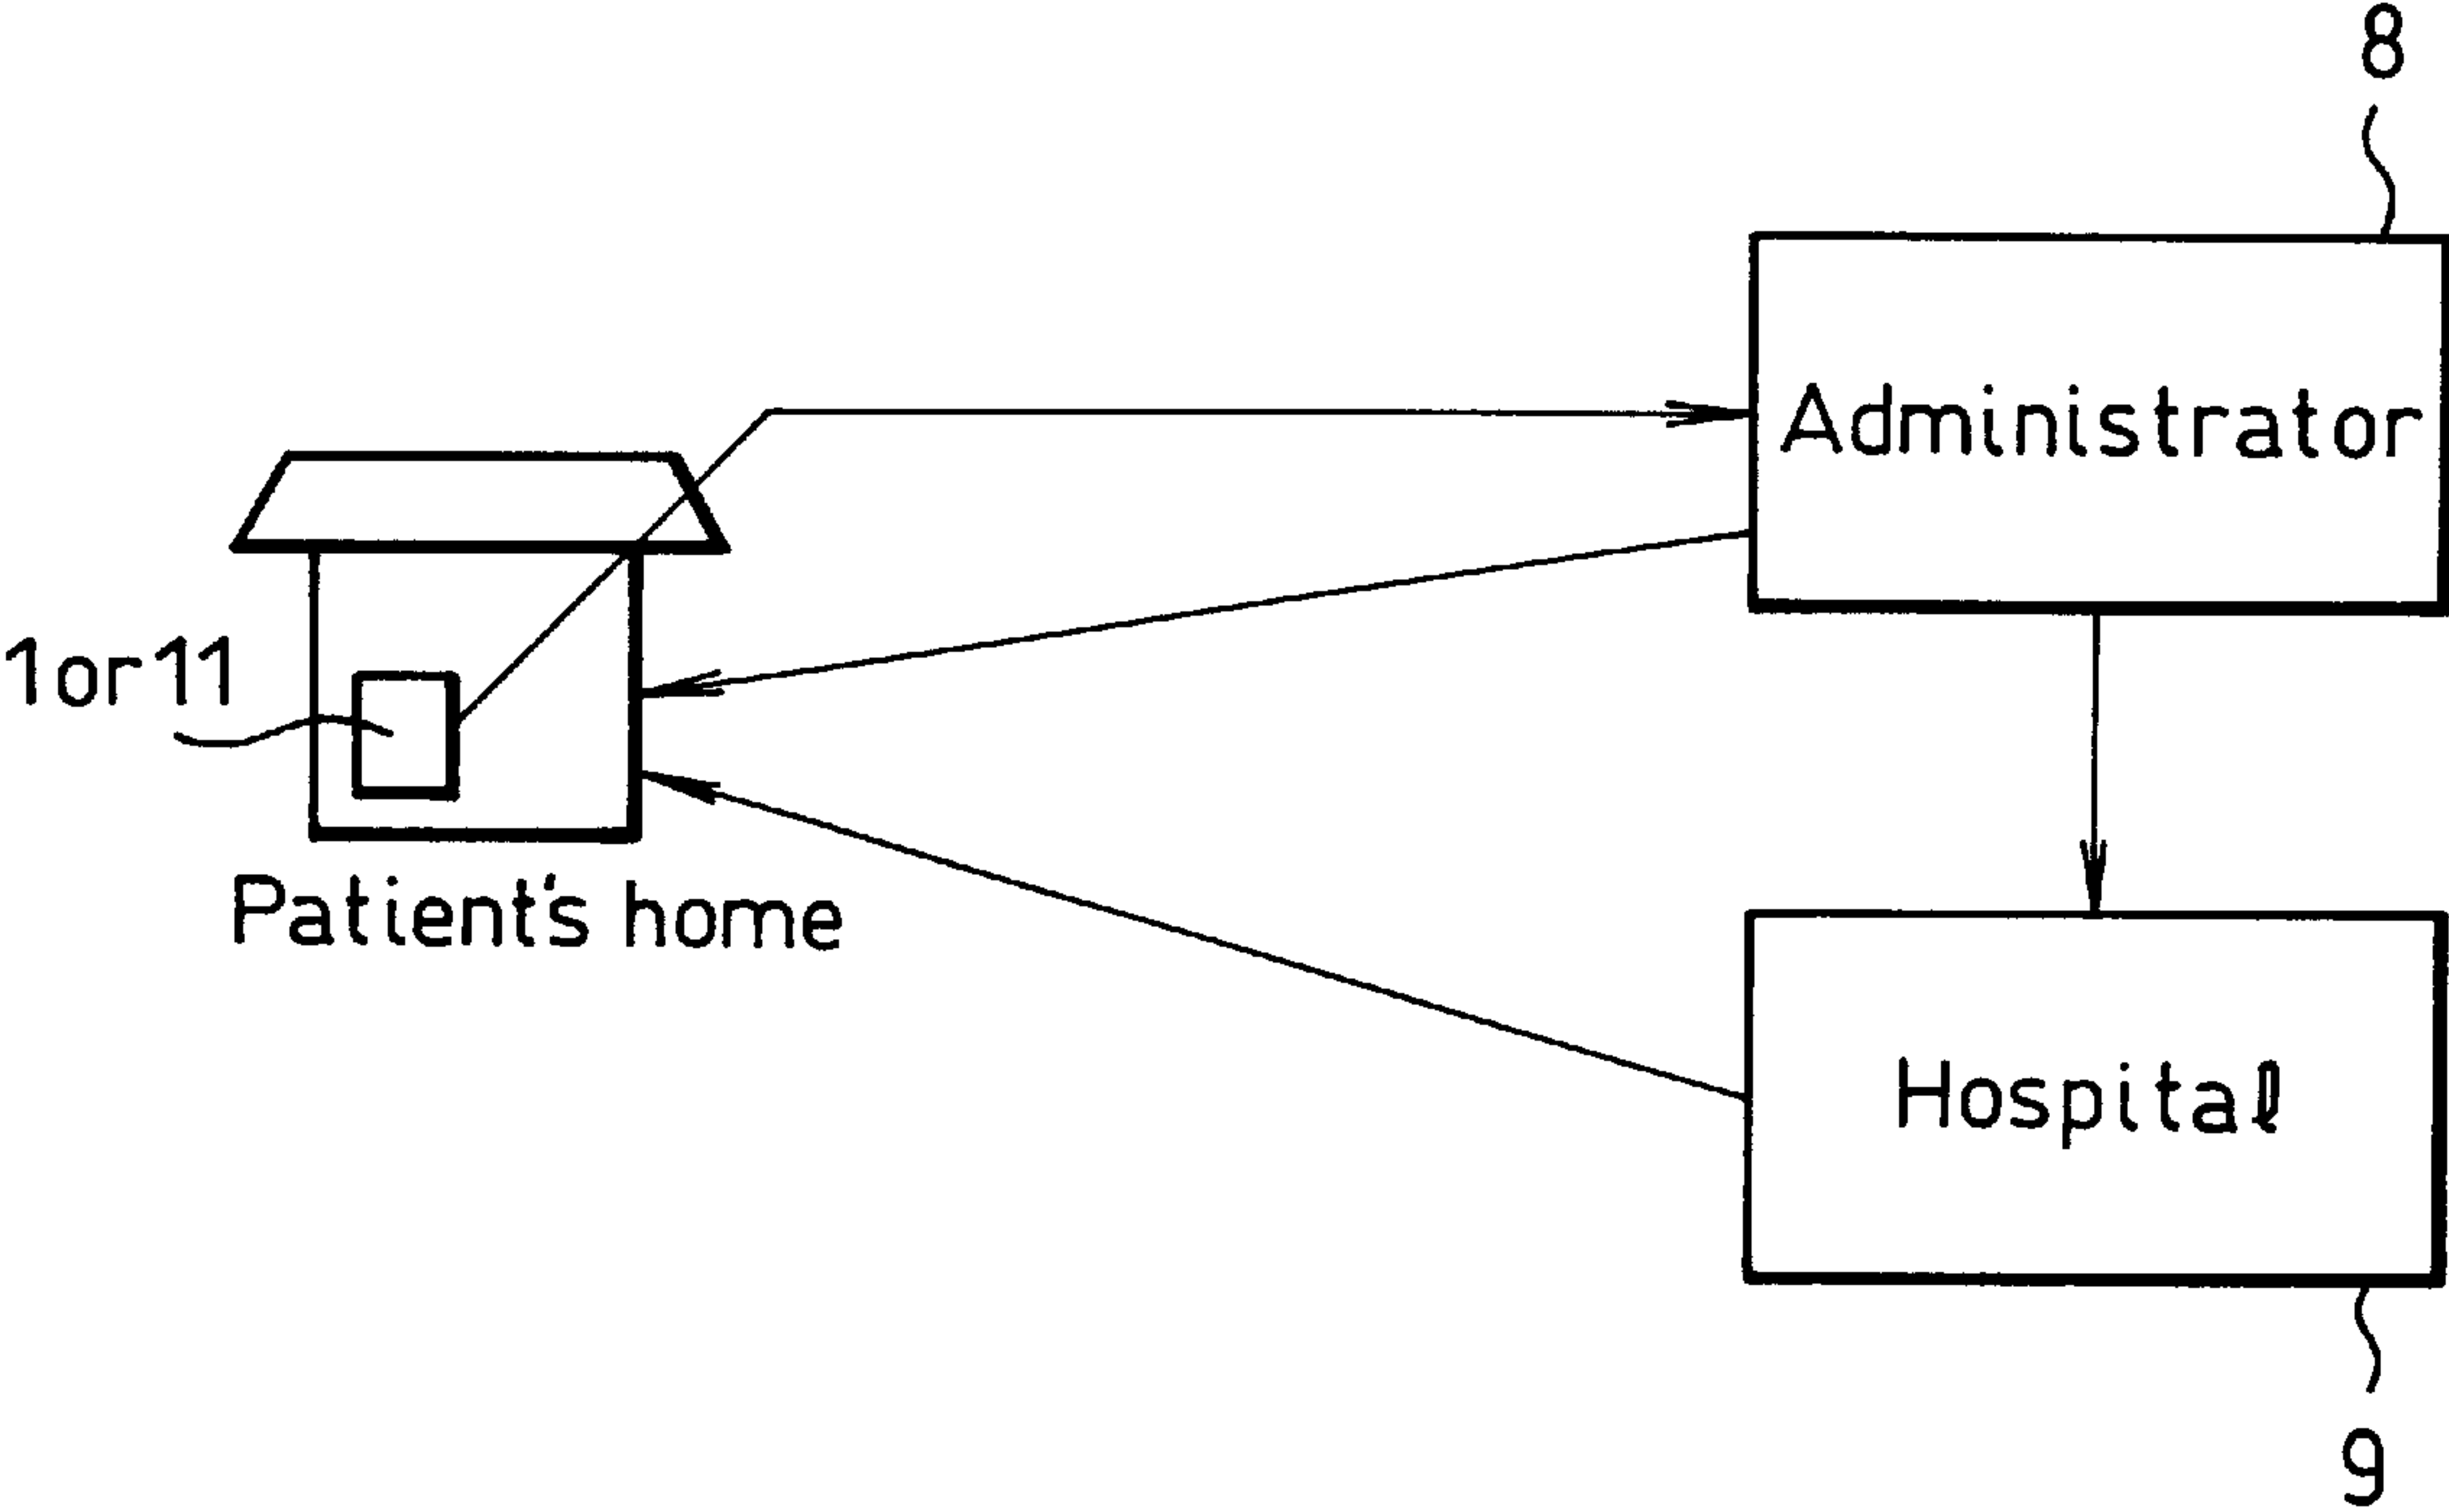 8
Administrator
1or11
Patient's home
Hospital
9